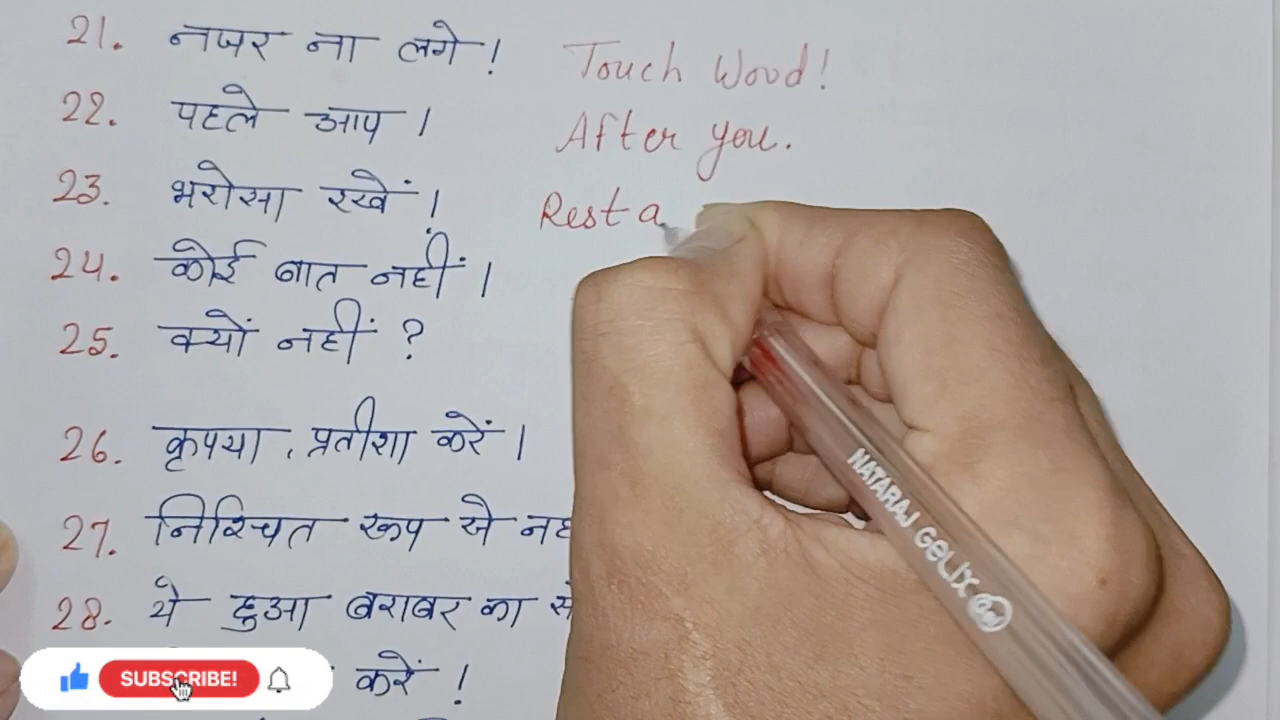 21. नजर ना लगे ! Touch Wood!
22. पहले आप । After you.
23. भरोसा रखें ! Rest a
24. कोई बात नहीं ।
25. क्यों नहीं ?
26. कृपया , प्रतीक्षा करें ।
27. निश्चित रूप से
28. ये हुआ बराबर का
करें !
SUBSCRIBE!
NATARAJ GELIX